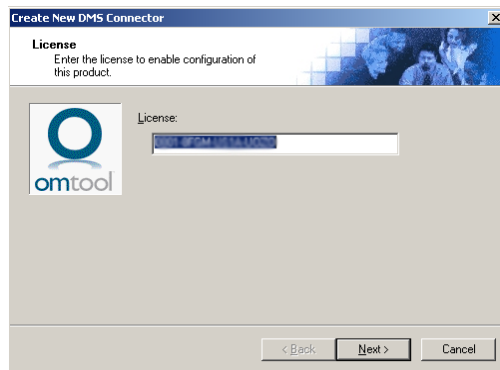 Create New DMS Connector
License
Enter the license to enable configuration of
this product.
License:
omtool
< Back
Next >
Cancel